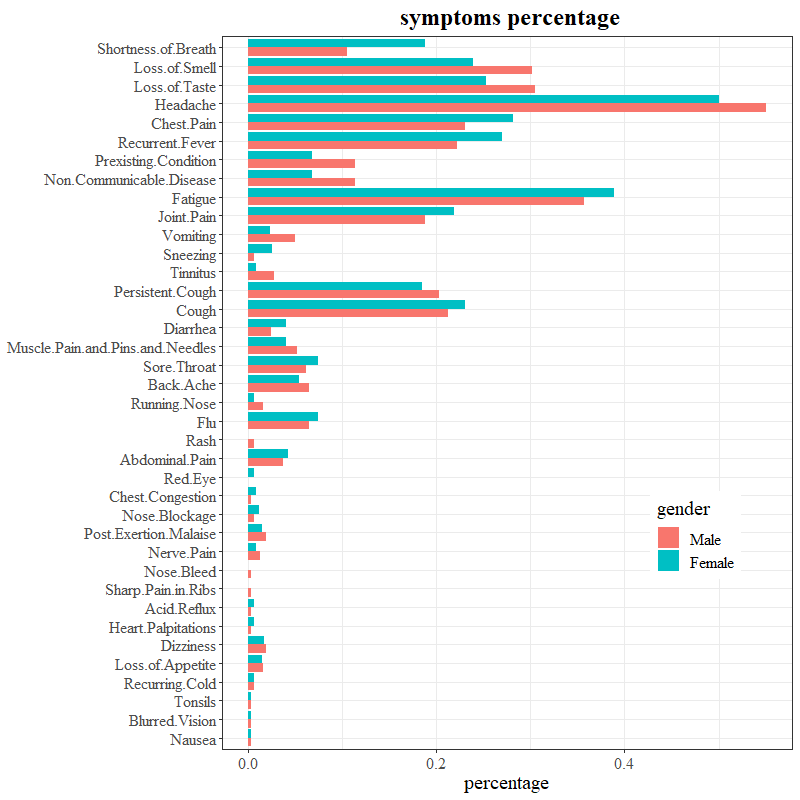 symptoms percentage
Shortness.of.Breath
Loss.of.Smell
Loss.of.Taste
Headache
Chest.Pain
Recurrent.Fever
Prexisting.Condition
Non.Communicable.Disease
Fatigue
Joint.Pain
Vomiting
Sneezing
Tinnitus
Persistent.Cough
Cough
Diarrhea
Muscle.Pain.and.Pins.and.Needles
Sore.Throat
Back.Ache
Running.Nose
Flu
Rash
Abdominal.Pain
Red.Eye
Chest.Congestion
Nose.Blockage
Post.Exertion.Malaise
Nerve.Pain
Nose.Bleed
Sharp.Pain.in.Ribs
Acid.Reflux
Heart.Palpitations
Dizziness
Loss.of.Appetite
Recurring.Cold
Tonsils
Blurred.Vision
Nausea
gender
Male
Female
0.0 0.2 0.4
percentage